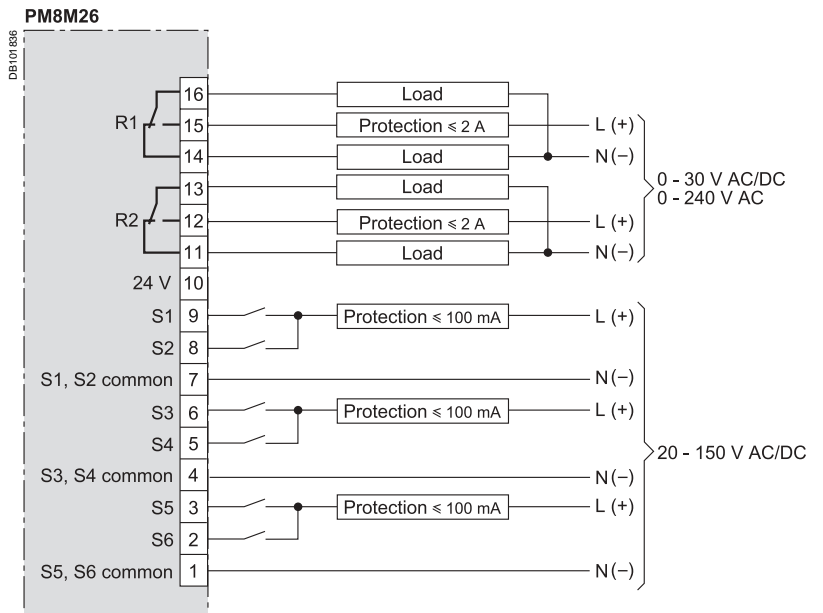 PM8M26
DB101836
16 Load
R1 15 Protection ⩽ 2 A L (+)
14 Load N (–)
13 Load
0 - 30 V AC/DC
0 - 240 V AC
R2 12 Protection ⩽ 2 A L (+)
11 Load N (–)
24 V 10
S1 9 Protection ⩽ 100 mA L (+)
S2 8
S1, S2 common 7 N (–)
S3 6 Protection ⩽ 100 mA L (+)
S4 5
20 - 150 V AC/DC
S3, S4 common 4 N (–)
S5 3 Protection ⩽ 100 mA L (+)
S6 2
S5, S6 common 1 N (–)